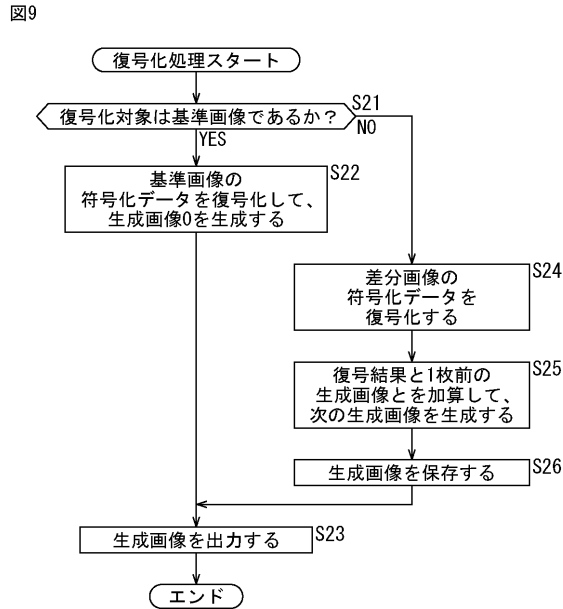 図9
復号化処理スタート
復号化対象は基準画像であるか？
S21
NO
YES
基準画像の
符号化データを復号化して、
生成画像0を生成する
S22
差分画像の
符号化データを
復号化する
S24
復号結果と1枚前の
生成画像とを加算して、
次の生成画像を生成する
S25
生成画像を保存する
S26
生成画像を出力する
S23
エンド